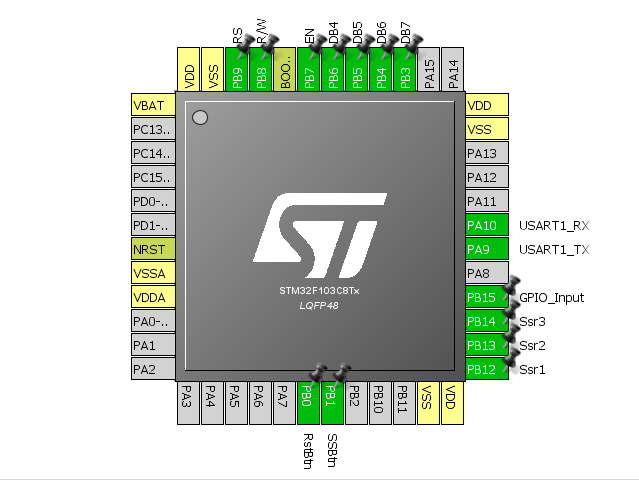 RS
R/W
EN
DB4
DB5
DB6
DB7
VDD
VSS
PB9
PB8
BOO..
PB7
PB6
PB5
PB4
PB3
PA15
PA14
VBAT
PC13..
PC14..
PC15..
PD0-..
PD1-..
NRST
VSSA
VDDA
PA0-..
PA1
PA2
ST
STM32F103C8Tx
LQFP48
VDD
VSS
PA13
PA12
PA11
PA10 USART1_RX
PA9 USART1_TX
PA8
PB15 GPIO_Input
PB14 Ssr3
PB13 Ssr2
PB12 Ssr1
PA3
PA4
PA5
PA6
PA7
PB0
PB1
PB2
PB10
PB11
VSS
VDD
RstBtn
SSBtn